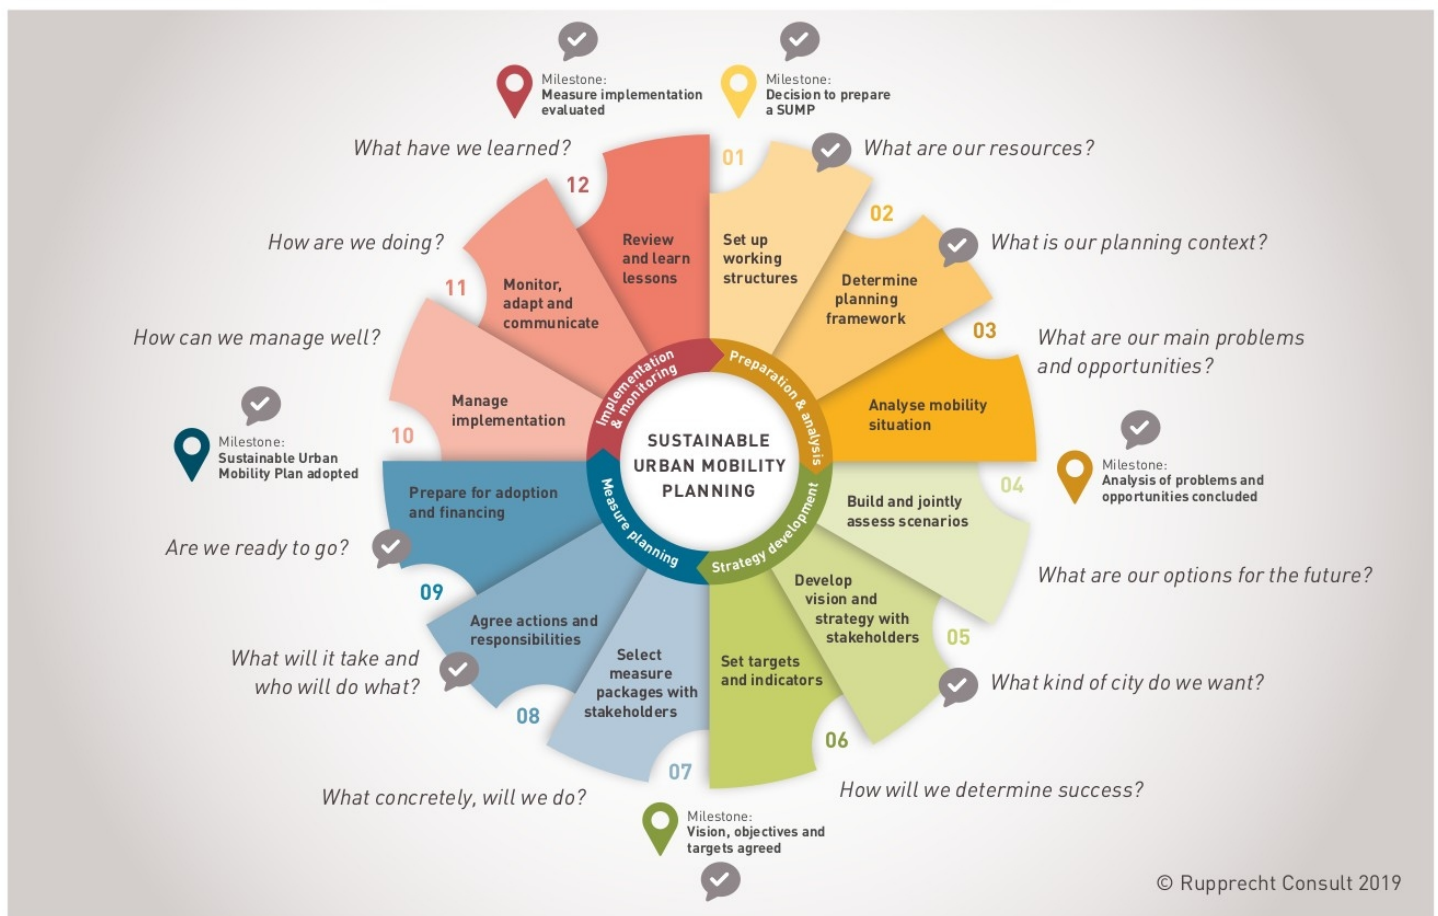 Milestone:
Measure implementation
evaluated
Milestone:
Decision to prepare
a SUMP
What have we learned?
What are our resources?
01
12
02
How are we doing?
What is our planning context?
Review
and learn
lessons
Set up
working
structures
11
Monitor,
adapt and
communicate
Determine
planning
framework
03
How can we manage well?
What are our main problems
and opportunities?
Implementation
& monitoring
Preparation & analysis
Manage
implementation
Analyse mobility
situation
10
SUSTAINABLE
URBAN MOBILITY
PLANNING
Milestone:
Sustainable Urban
Mobility Plan adopted
Milestone:
Analysis of problems and
opportunities concluded
04
Prepare for adoption
and financing
Build and jointly
assess scenarios
Measure planning
Strategy development
Are we ready to go?
What are our options for the future?
09
Agree actions and
responsibilities
Develop
vision and
strategy with
stakeholders
05
What will it take and
who will do what?
Select
measure
packages with
stakeholders
Set targets
and indicators
What kind of city do we want?
08
06
07
What concretely, will we do?
How will we determine success?
Milestone:
Vision, objectives and
targets agreed
© Rupprecht Consult 2019